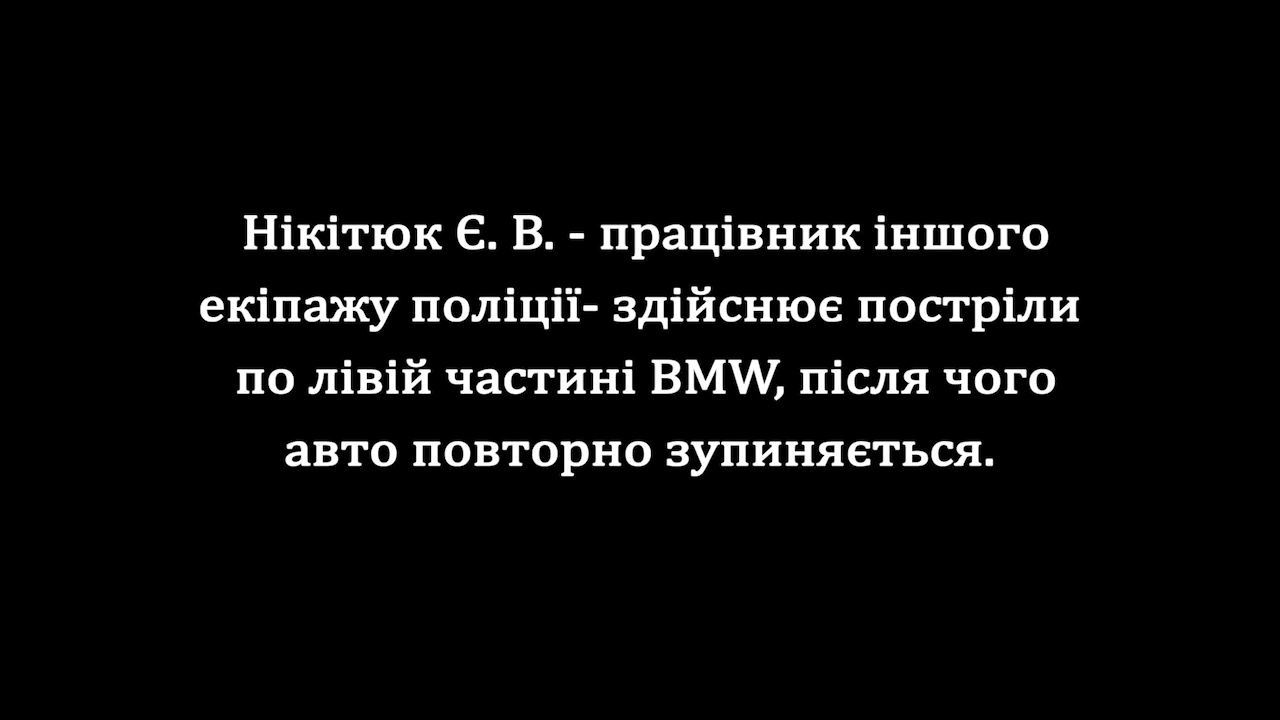 Нікітюк Є. В. - працівник іншого
екіпажу поліції- здійснює постріли
по лівій частині BMW, після чого
авто повторно зупиняється.